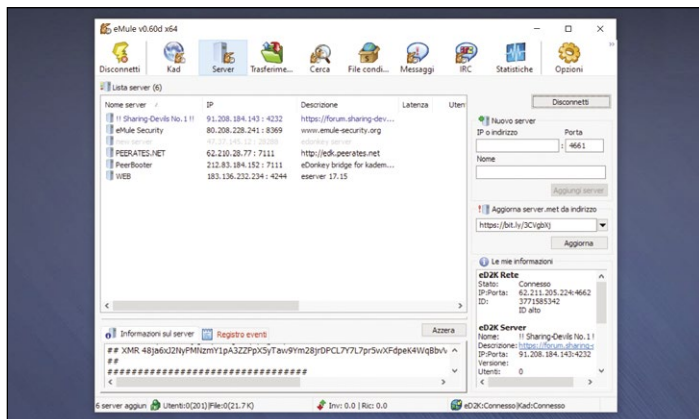 eMule v0.60d x64
Disconnetti Kad Server Trasferime... Cerca File condi... Messaggi IRC Statistiche Opzioni
Lista server (6)
Nome server IP Descrizione Latenza Uten
!! Sharing-Devils No. 1 !! 91.208.184.143 : 4232 https://forum.sharing-dev...
eMule Security 80.208.228.241 : 8369 www.emule-security.org
new server edonkey server
PEERATES.NET 62.210.28.77 : 7111 http://edk.peerates.net
PeerBooter 212.83.184.152 : 7111 eDonkey bridge for kadem...
WEB 183.136.232.234 : 4244 eserver 17.15
Disconnetti
Nuovo server
IP o indirizzo Porta
: 4661
Nome
Aggiungi server
Aggiorna server.met da indirizzo
https://bit.ly/3CVgbXj
Aggiorna
Le mie informazioni
eD2K Rete
Stato: Connesso
IP:Porta: 62.211.205.224:4662
ID: 3771585342
ID alto
eD2K Server
Nome: !! Sharing-Devils No. 1 !
Descrizione: https://forum.sharing-
IP:Porta: 91.208.184.143:4232
Versione:
Utenti: 0
Informazioni sul server Registro eventi Azzera
## XMR 48ja6xJ2NyPMNzmY1pA3ZZPpX5yTaw9Ym28jrDPCL7Y7L7pr5wXFdpeK4WqBbv
##
################################
6 server aggiun Utenti:0(201)|File:0(21.7K) Inv: 0.0 | Ric: 0.0 eD2K:Connesso|Kad:Connesso